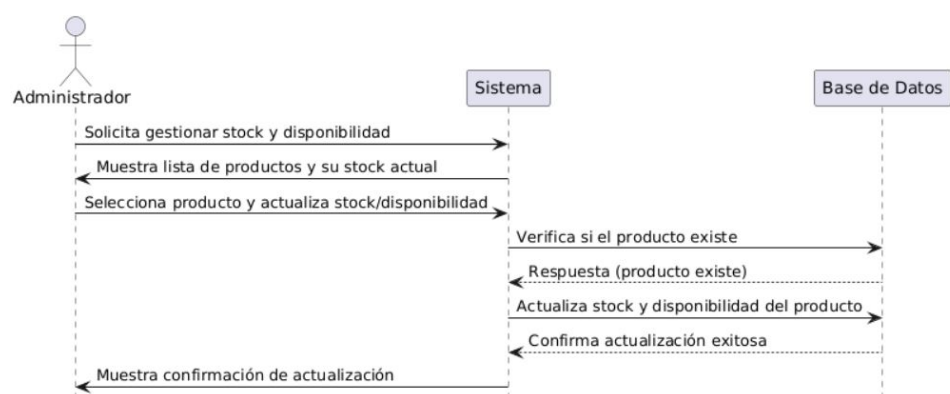 Administrador
Sistema
Base de Datos
Solicita gestionar stock y disponibilidad
Muestra lista de productos y su stock actual
Selecciona producto y actualiza stock/disponibilidad
Verifica si el producto existe
Respuesta (producto existe)
Actualiza stock y disponibilidad del producto
Confirma actualización exitosa
Muestra confirmación de actualización